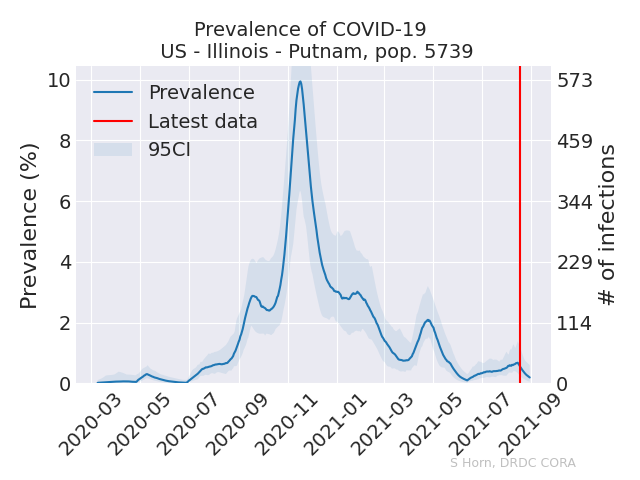 Prevalence of COVID-19
US - Illinois - Putnam, pop. 5739
Prevalence
Latest data
95CI
Prevalence (%)
10
8
6
4
2
0
# of infections
573
459
344
229
114
0
2020-03
2020-05
2020-07
2020-09
2020-11
2021-01
2021-03
2021-05
2021-07
2021-09
S Horn, DRDC CORA